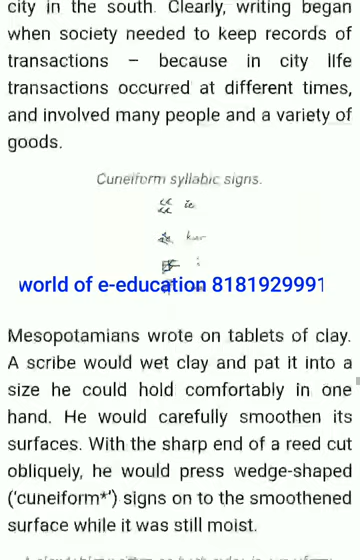 city in the south. Clearly, writing began
when society needed to keep records of
transactions – because in city life
transactions occurred at different times,
and involved many people and a variety of
goods.
Cuneiform syllabic signs.
world of e-education 8181929991
Mesopotamians wrote on tablets of clay.
A scribe would wet clay and pat it into a
size he could hold comfortably in one
hand. He would carefully smoothen its
surfaces. With the sharp end of a reed cut
obliquely, he would press wedge-shaped
('cuneiform*') signs on to the smoothened
surface while it was still moist.